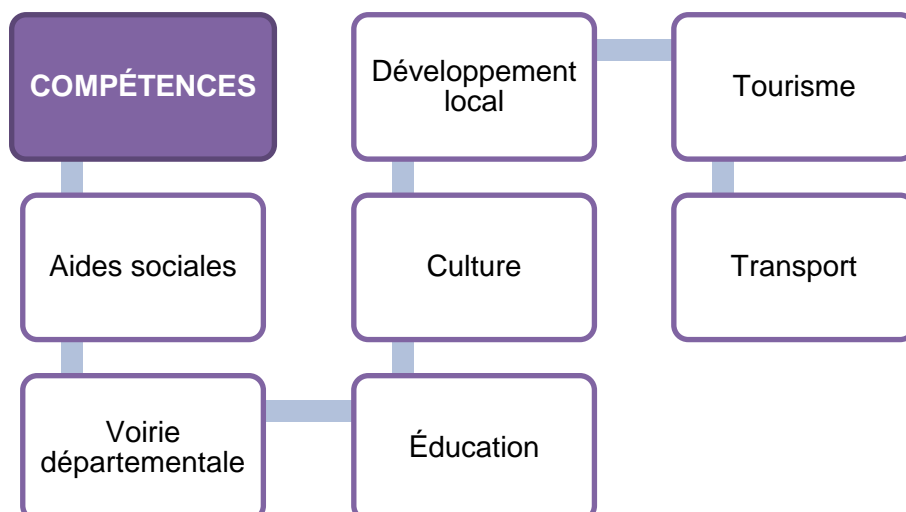 COMPÉTENCES
Aides sociales
Voirie
départementale
Éducation
Culture
Développement
local
Tourisme
Transport